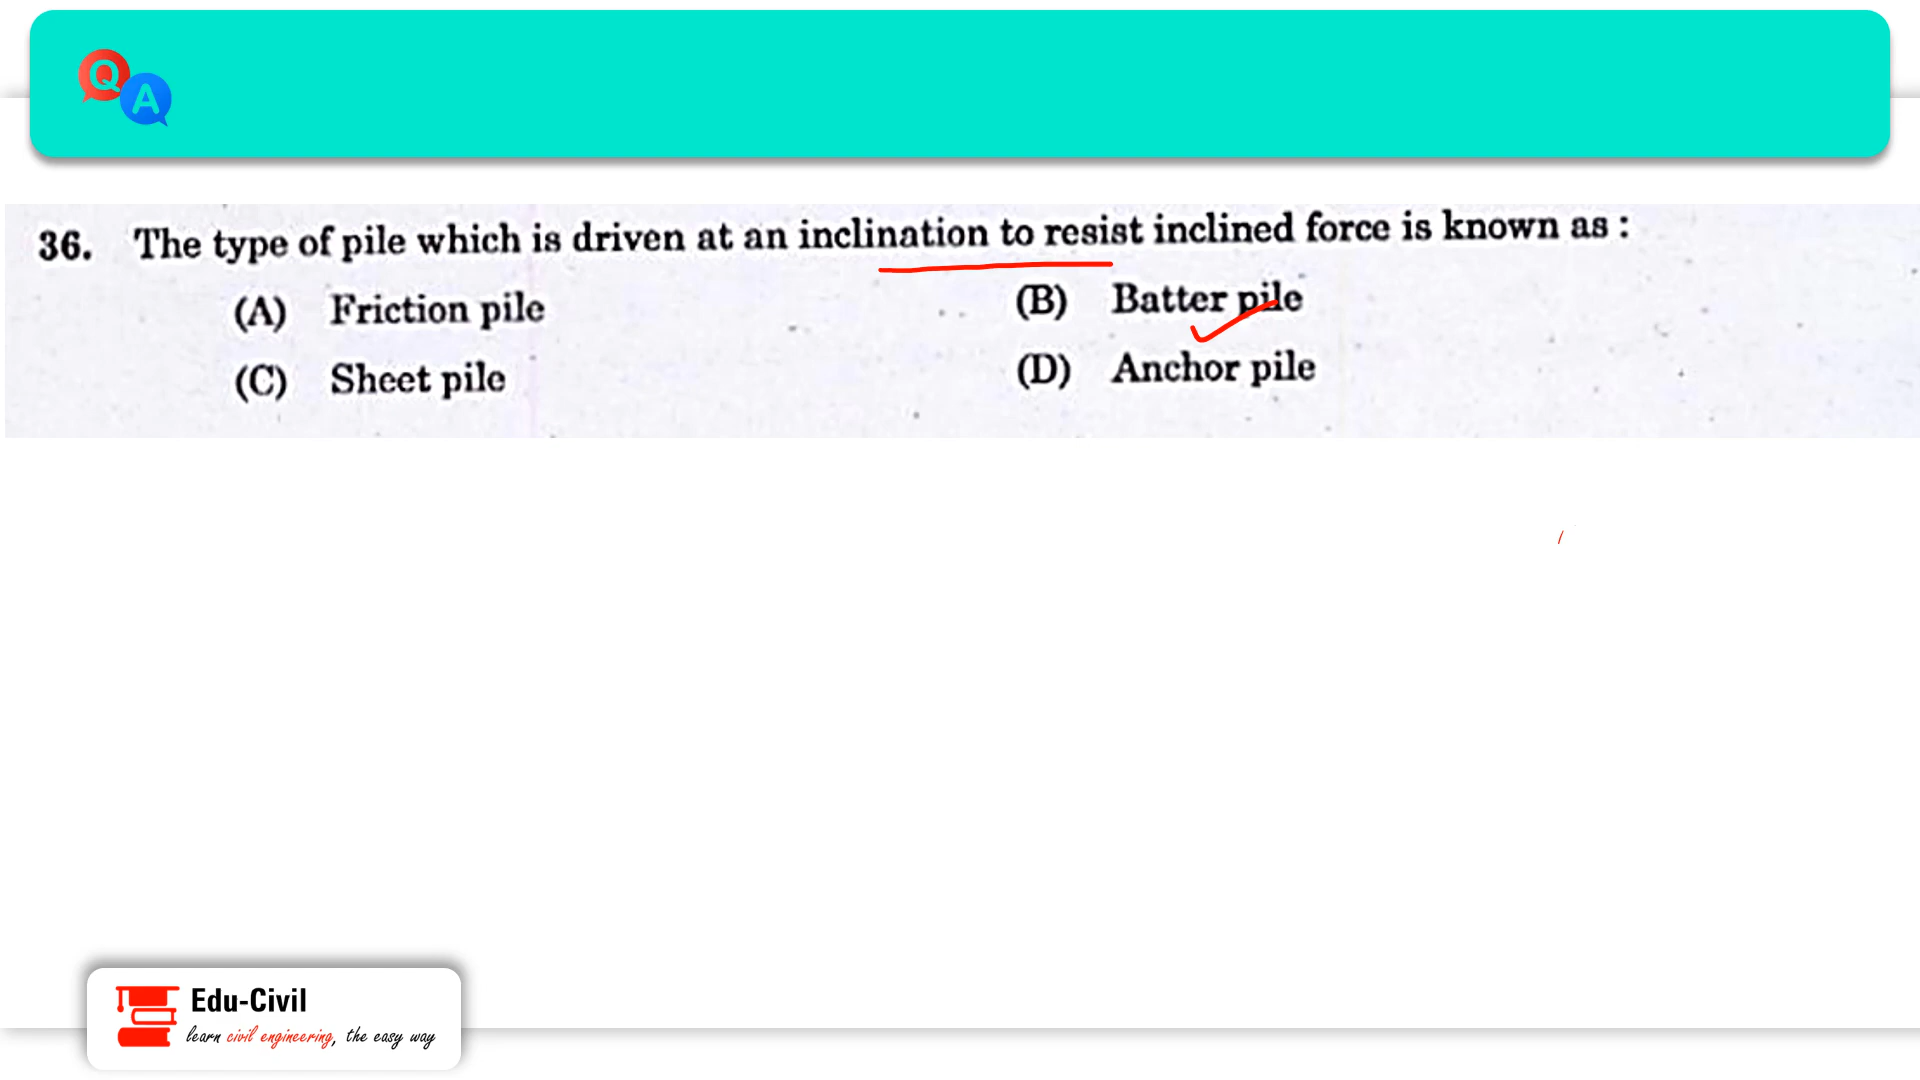 Q
A
36. The type of pile which is driven at an inclination to resist inclined force is known as :
(A) Friction pile (B) Batter pile
(C) Sheet pile (D) Anchor pile
Edu-Civil
learn civil engineering, the easy way